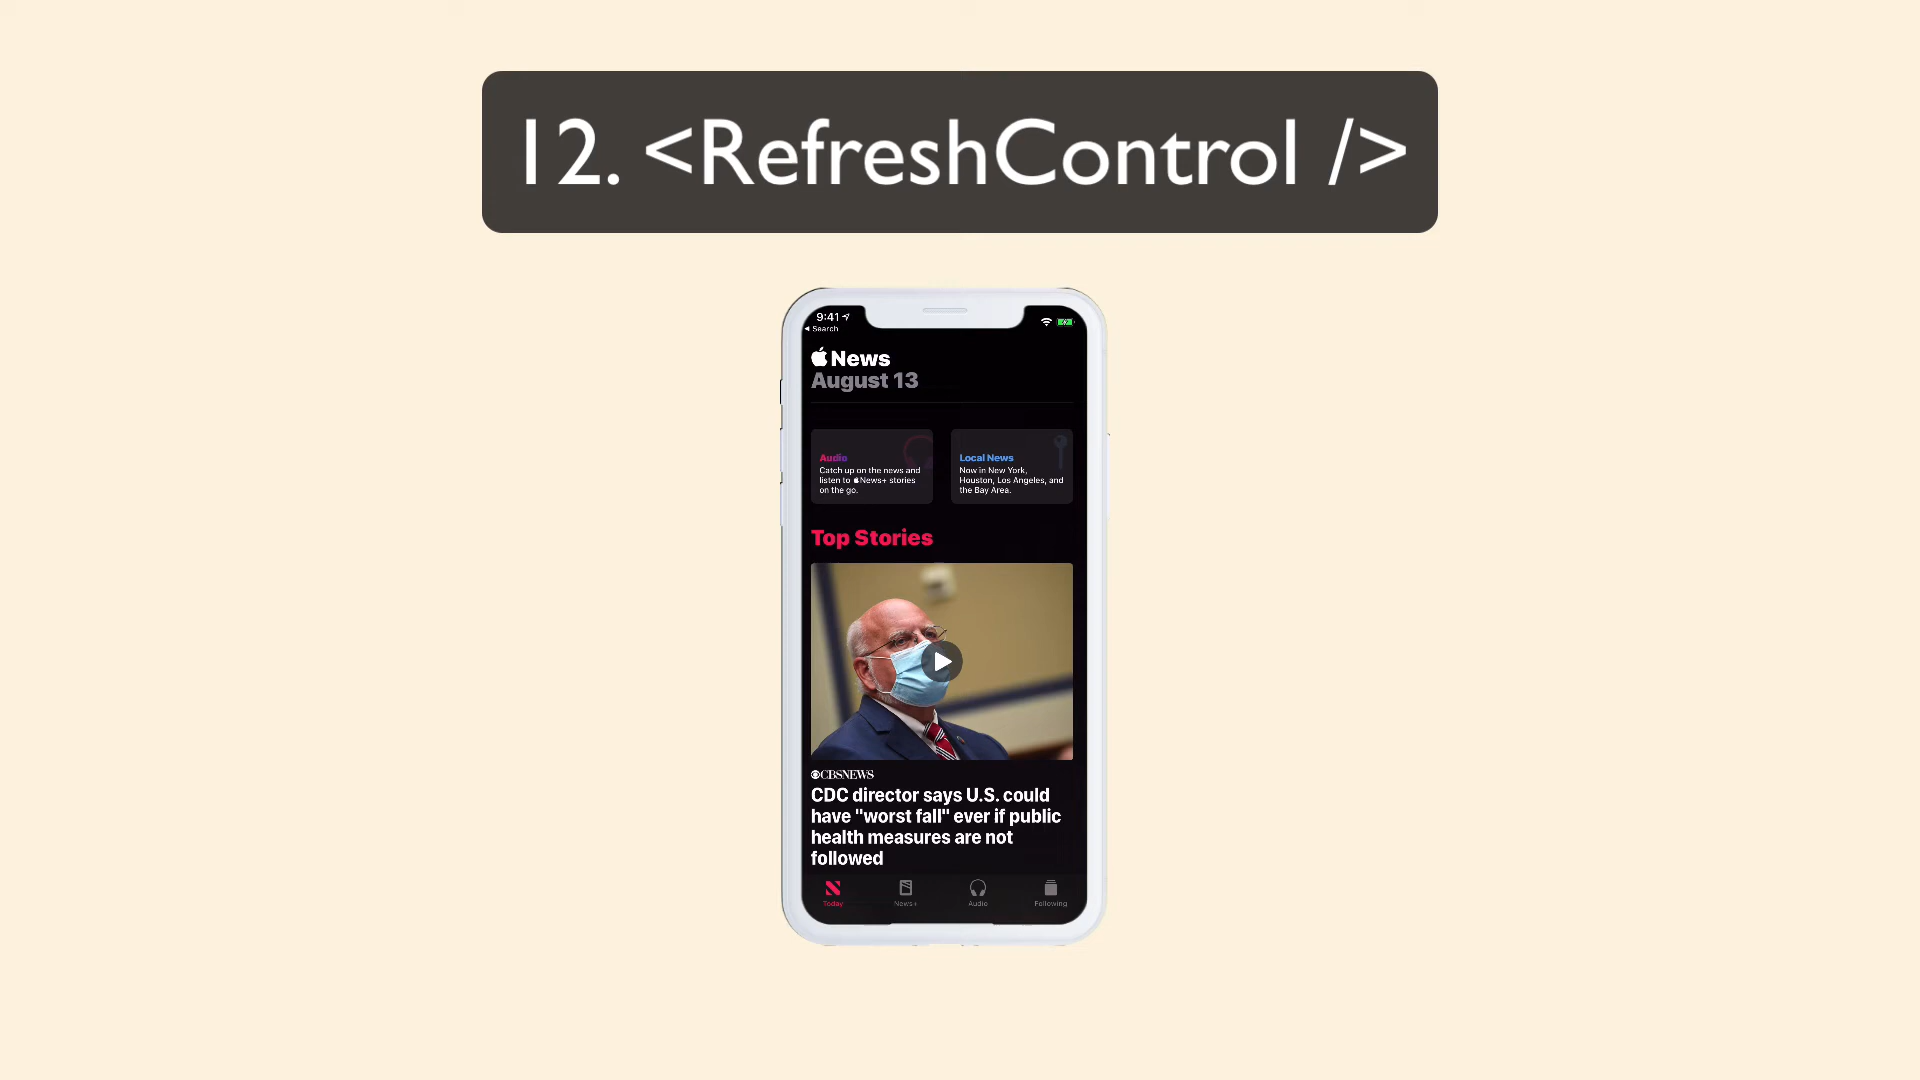 12. <RefreshControl />
9:41
Search
News
August 13
Audio
Catch up on the news and
listen to News+ stories
on the go.
Local News
Now in New York,
Houston, Los Angeles, and
the Bay Area.
Top Stories
CBSNEWS
CDC director says U.S. could
have "worst fall" ever if public
health measures are not
followed
Today
News+
Audio
Following